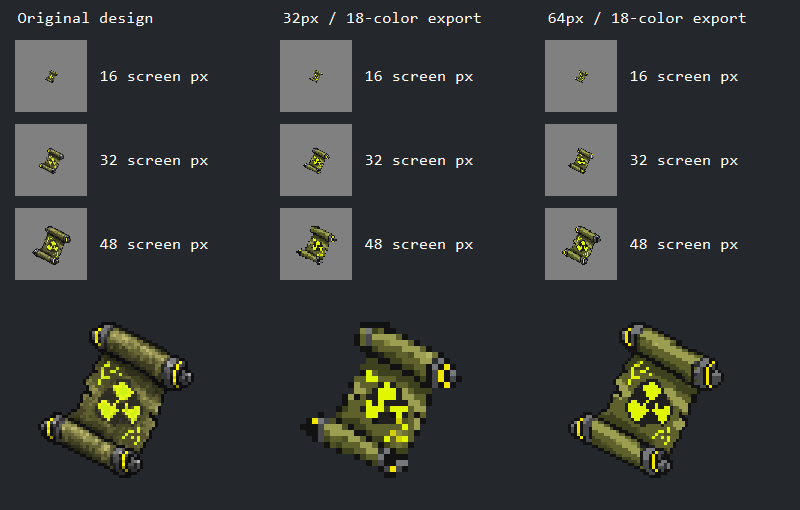 Original design
32px / 18-color export
64px / 18-color export
16 screen px
16 screen px
16 screen px
32 screen px
32 screen px
32 screen px
48 screen px
48 screen px
48 screen px